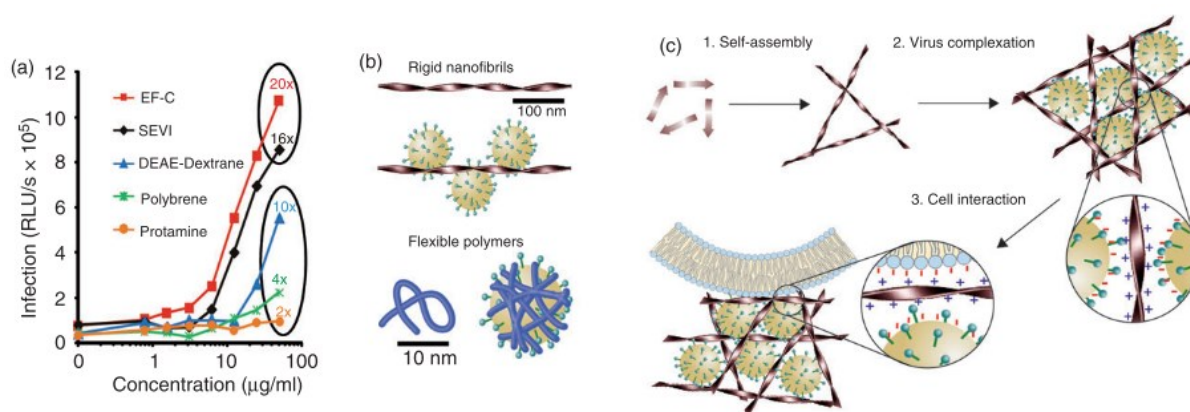 (a)
12
10
8
6
4
2
0
Infection (RLU/s × 10⁵)
EF-C
SEVI
DEAE-Dextrane
Polybrene
Protamine
20x
16x
10x
4x
2x
0 1 10 100
Concentration (µg/ml)
(b)
Rigid nanofibrils
100 nm
Flexible polymers
10 nm
(c)
1. Self-assembly
2. Virus complexation
3. Cell interaction